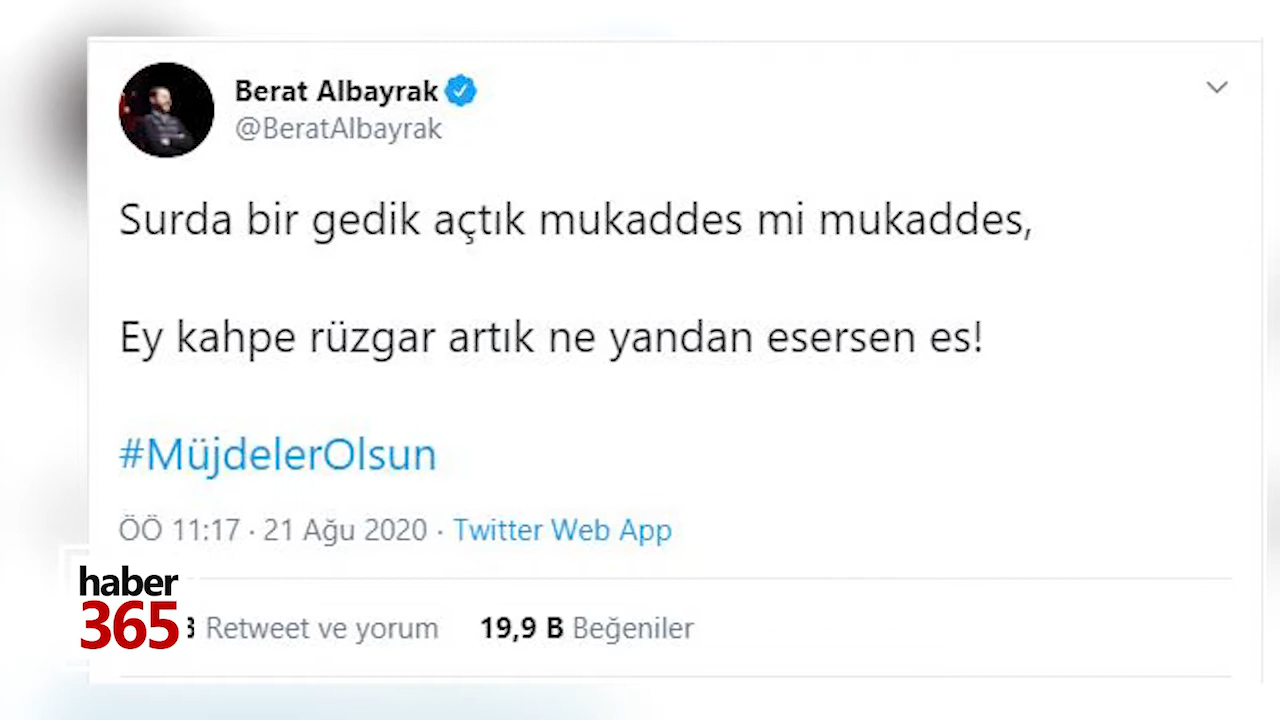 Berat Albayrak
@BeratAlbayrak
Surda bir gedik açtık mukaddes mi mukaddes,
Ey kahpe rüzgar artık ne yandan esersen es!
#MüjdelerOlsun
ÖÖ 11:17 · 21 Ağu 2020 · Twitter Web App
haber
365
Retweet ve yorum 19,9 B Beğeniler